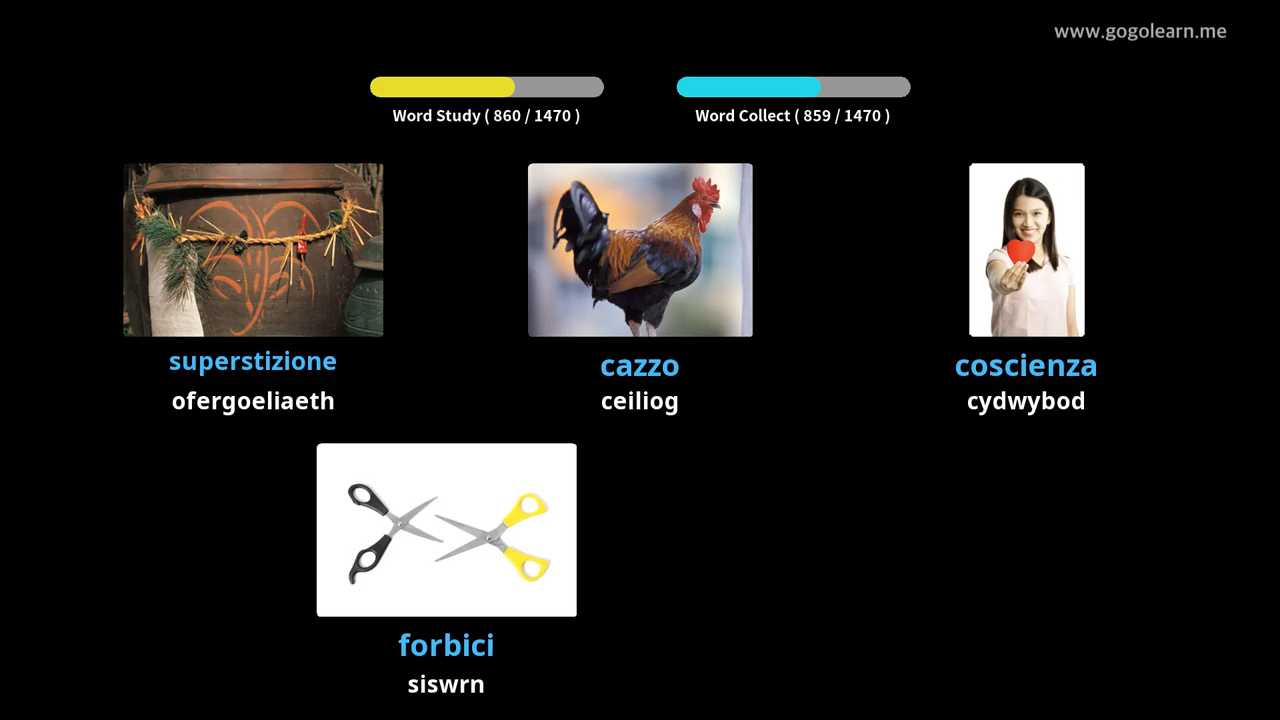 www.gogolearn.me
Word Study ( 860 / 1470 )
Word Collect ( 859 / 1470 )
superstizione
ofergoeliaeth
cazzo
ceiliog
coscienza
cydwybod
forbici
siswrn